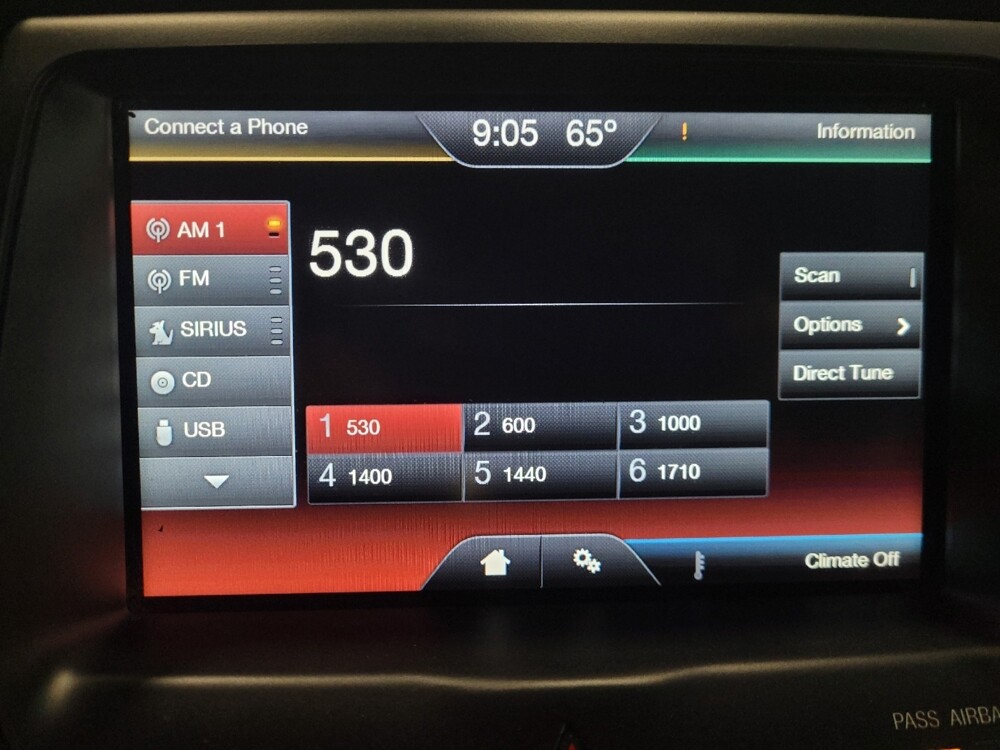 Connect a Phone
9:05 65º
!
Information
AM 1
FM
SIRIUS
CD
USB
530
Scan
Options
Direct Tune
1 530
2 600
3 1000
4 1400
5 1440
6 1710
Climate Off
PASS AIRBA